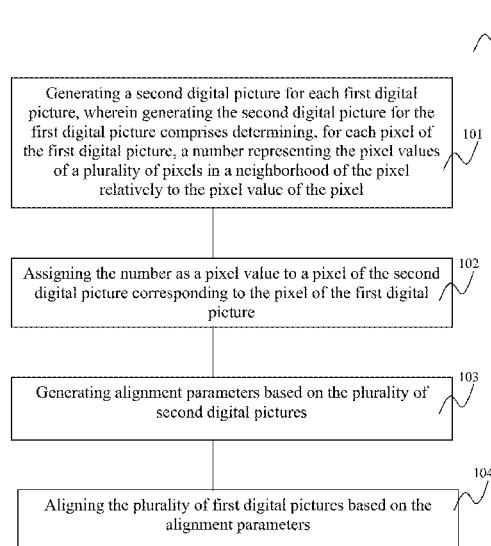 Generating a second digital picture for each first digital
picture, wherein generating the second digital picture for the
first digital picture comprises determining, for each pixel of
the first digital picture, a number representing the pixel values
of a plurality of pixels in a neighborhood of the pixel
relatively to the pixel value of the pixel
101
Assigning the number as a pixel value to a pixel of the second
digital picture corresponding to the pixel of the first digital
picture
102
Generating alignment parameters based on the plurality of
second digital pictures
103
Aligning the plurality of first digital pictures based on the
alignment parameters
104